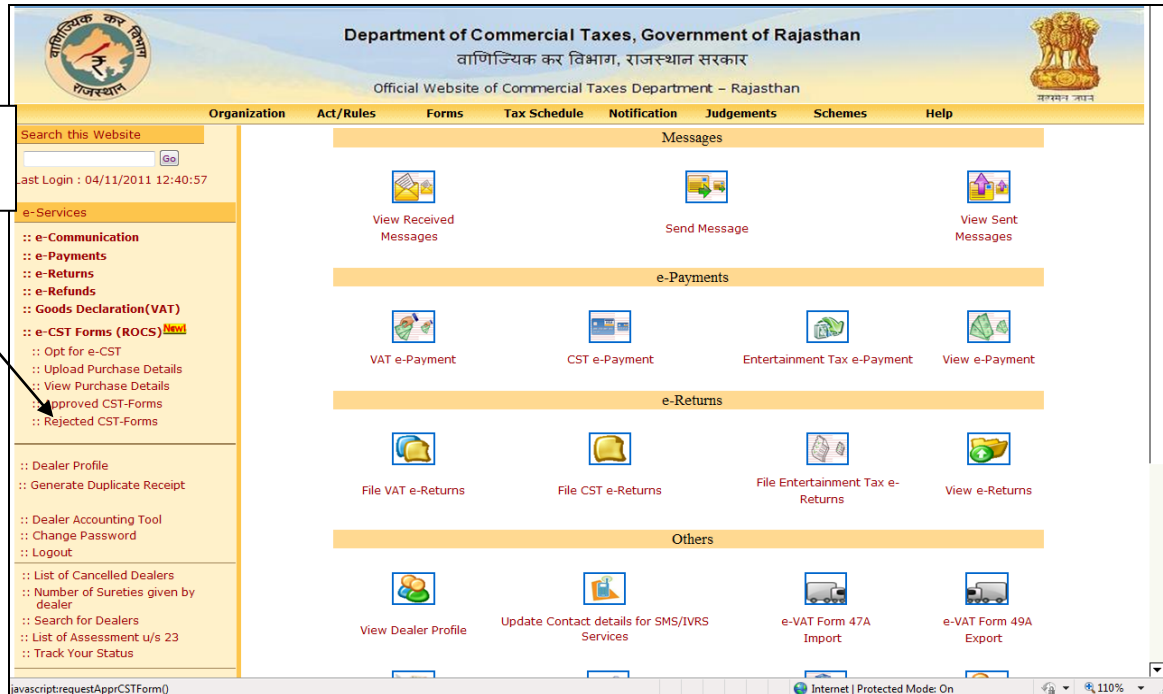 वाणिज्यिक कर विभाग
राजस्थान
Department of Commercial Taxes, Government of Rajasthan
वाणिज्यिक कर विभाग, राजस्थान सरकार
Official Website of Commercial Taxes Department – Rajasthan
Organization Act/Rules Forms Tax Schedule Notification Judgements Schemes Help
Search this Website
Go
Last Login : 04/11/2011 12:40:57
e-Services
:: e-Communication
:: e-Payments
:: e-Returns
:: e-Refunds
:: Goods Declaration(VAT)
:: e-CST Forms (ROCS) New!
:: Opt for e-CST
:: Upload Purchase Details
:: View Purchase Details
:: Approved CST-Forms
:: Rejected CST-Forms
:: Dealer Profile
:: Generate Duplicate Receipt
:: Dealer Accounting Tool
:: Change Password
:: Logout
:: List of Cancelled Dealers
:: Number of Sureties given by
dealer
:: Search for Dealers
:: List of Assessment u/s 23
:: Track Your Status
Messages
View Received
Messages
Send Message
View Sent
Messages
e-Payments
VAT e-Payment
CST e-Payment
Entertainment Tax e-Payment
View e-Payment
e-Returns
File VAT e-Returns
File CST e-Returns
File Entertainment Tax e-
Returns
View e-Returns
Others
View Dealer Profile
Update Contact details for SMS/IVRS
Services
e-VAT Form 47A
Import
e-VAT Form 49A
Export
javascript:requestApprCSTForm()
Internet | Protected Mode: On
110%